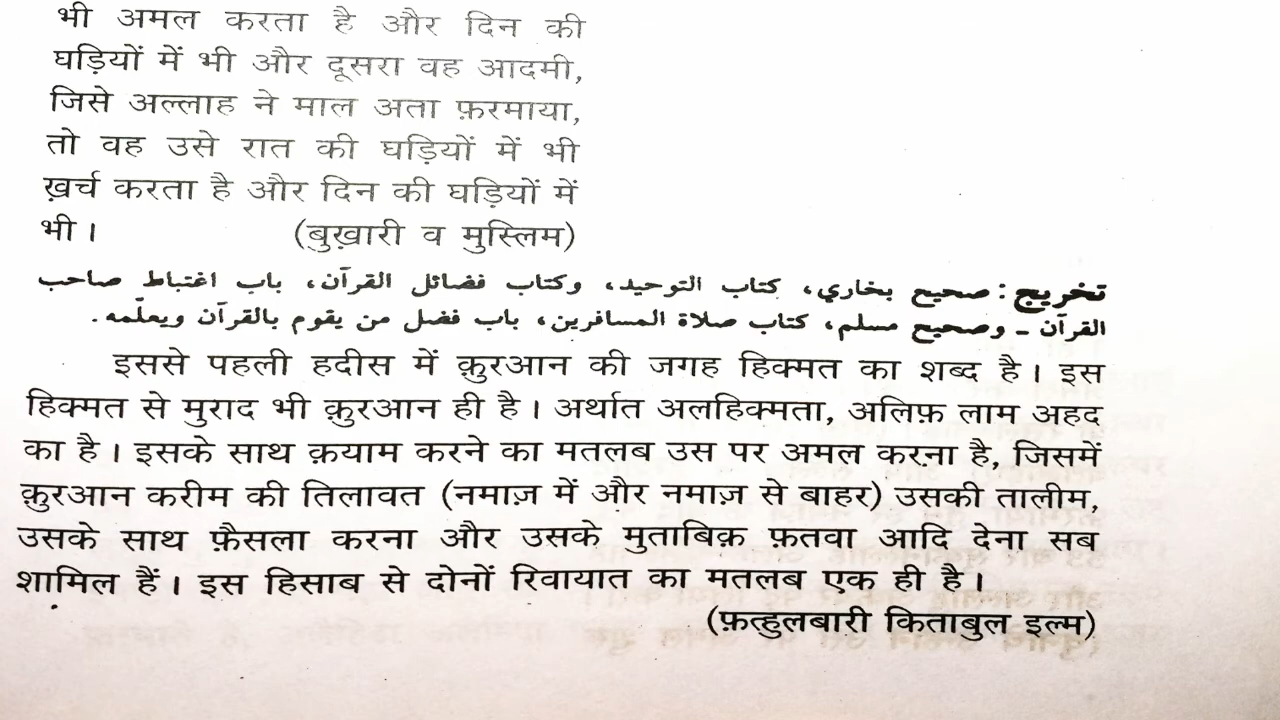 भी अमल करता है और दिन की
घड़ियों में भी और दूसरा वह आदमी,
जिसे अल्लाह ने माल अता फ़रमाया,
तो वह उसे रात की घड़ियों में भी
ख़र्च करता है और दिन की घड़ियों में
भी। (बुख़ारी व मुस्लिम)
تخريج: صحيح بخاري، كتاب التوحيد، وكتاب فضائل القرآن، باب اغتباط صاحب
القرآن ـ وصحيح مسلم، كتاب صلاة المسافرين، باب فضل من يقوم بالقرآن ويعلّمه.
इससे पहली हदीस में क़ुरआन की जगह हिक्मत का शब्द है। इस
हिक्मत से मुराद भी क़ुरआन ही है। अर्थात अलहिक्मता, अलिफ़ लाम अहद
का है। इसके साथ क़याम करने का मतलब उस पर अमल करना है, जिसमें
क़ुरआन करीम की तिलावत (नमाज़ में और नमाज़ से बाहर) उसकी तालीम,
उसके साथ फ़ैसला करना और उसके मुताबिक़ फ़तवा आदि देना सब
शामिल हैं। इस हिसाब से दोनों रिवायात का मतलब एक ही है।
(फ़त्हुलबारी किताबुल इल्म)